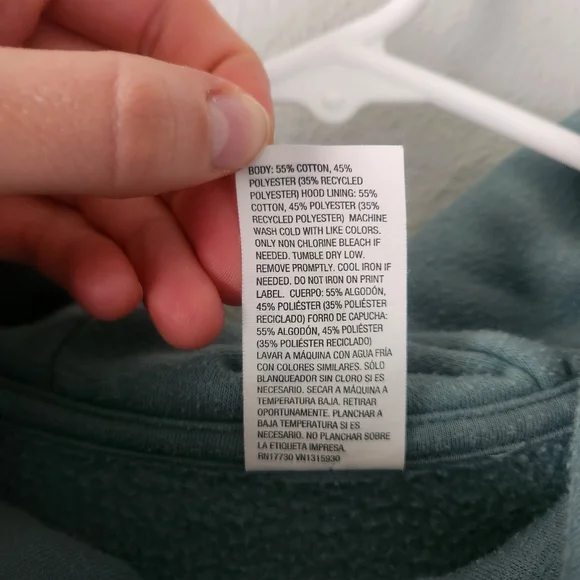 BODY: 55% COTTON, 45%
POLYESTER (35% RECYCLED
POLYESTER) HOOD LINING: 55%
COTTON, 45% POLYESTER (35%
RECYCLED POLYESTER) MACHINE
WASH COLD WITH LIKE COLORS.
ONLY NON CHLORINE BLEACH IF
NEEDED. TUMBLE DRY LOW.
REMOVE PROMPTLY. COOL IRON IF
NEEDED. DO NOT IRON ON PRINT
LABEL. CUERPO: 55% ALGODÓN,
45% POLIÉSTER (35% POLIÉSTER
RECICLADO) FORRO DE CAPUCHA:
55% ALGODÓN, 45% POLIÉSTER
(35% POLIÉSTER RECICLADO)
LAVAR A MÁQUINA CON AGUA FRÍA
CON COLORES SIMILARES. SÓLO
BLANQUEADOR SIN CLORO SI ES
NECESARIO. SECAR A MÁQUINA A
TEMPERATURA BAJA. RETIRAR
OPORTUNAMENTE. PLANCHAR A
BAJA TEMPERATURA SI ES
NECESARIO. NO PLANCHAR SOBRE
LA ETIQUETA IMPRESA.
RN17730 VN1315930